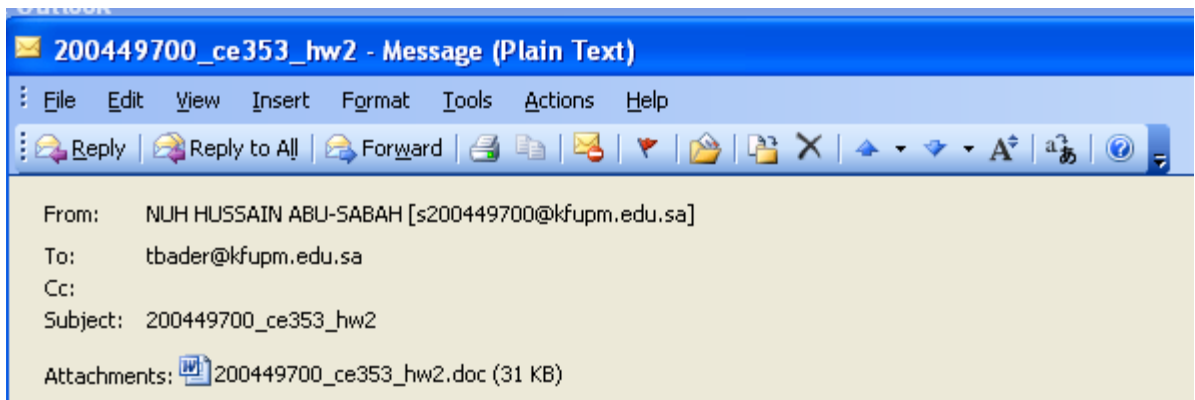 Outlook
200449700_ce353_hw2 - Message (Plain Text)
File Edit View Insert Format Tools Actions Help
Reply Reply to All Forward
From: NUH HUSSAIN ABU-SABAH [s200449700@kfupm.edu.sa]
To: tbader@kfupm.edu.sa
Cc:
Subject: 200449700_ce353_hw2
Attachments: 200449700_ce353_hw2.doc (31 KB)